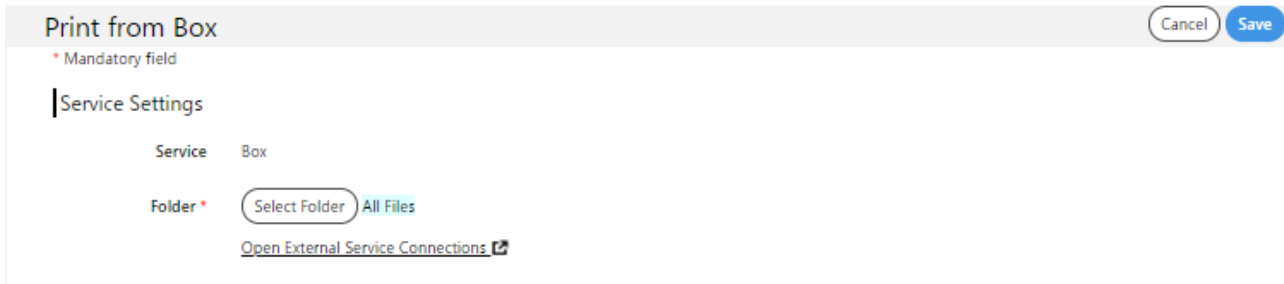 Print from Box Cancel Save
* Mandatory field
Service Settings
Service Box
Folder * Select Folder All Files
Open External Service Connections